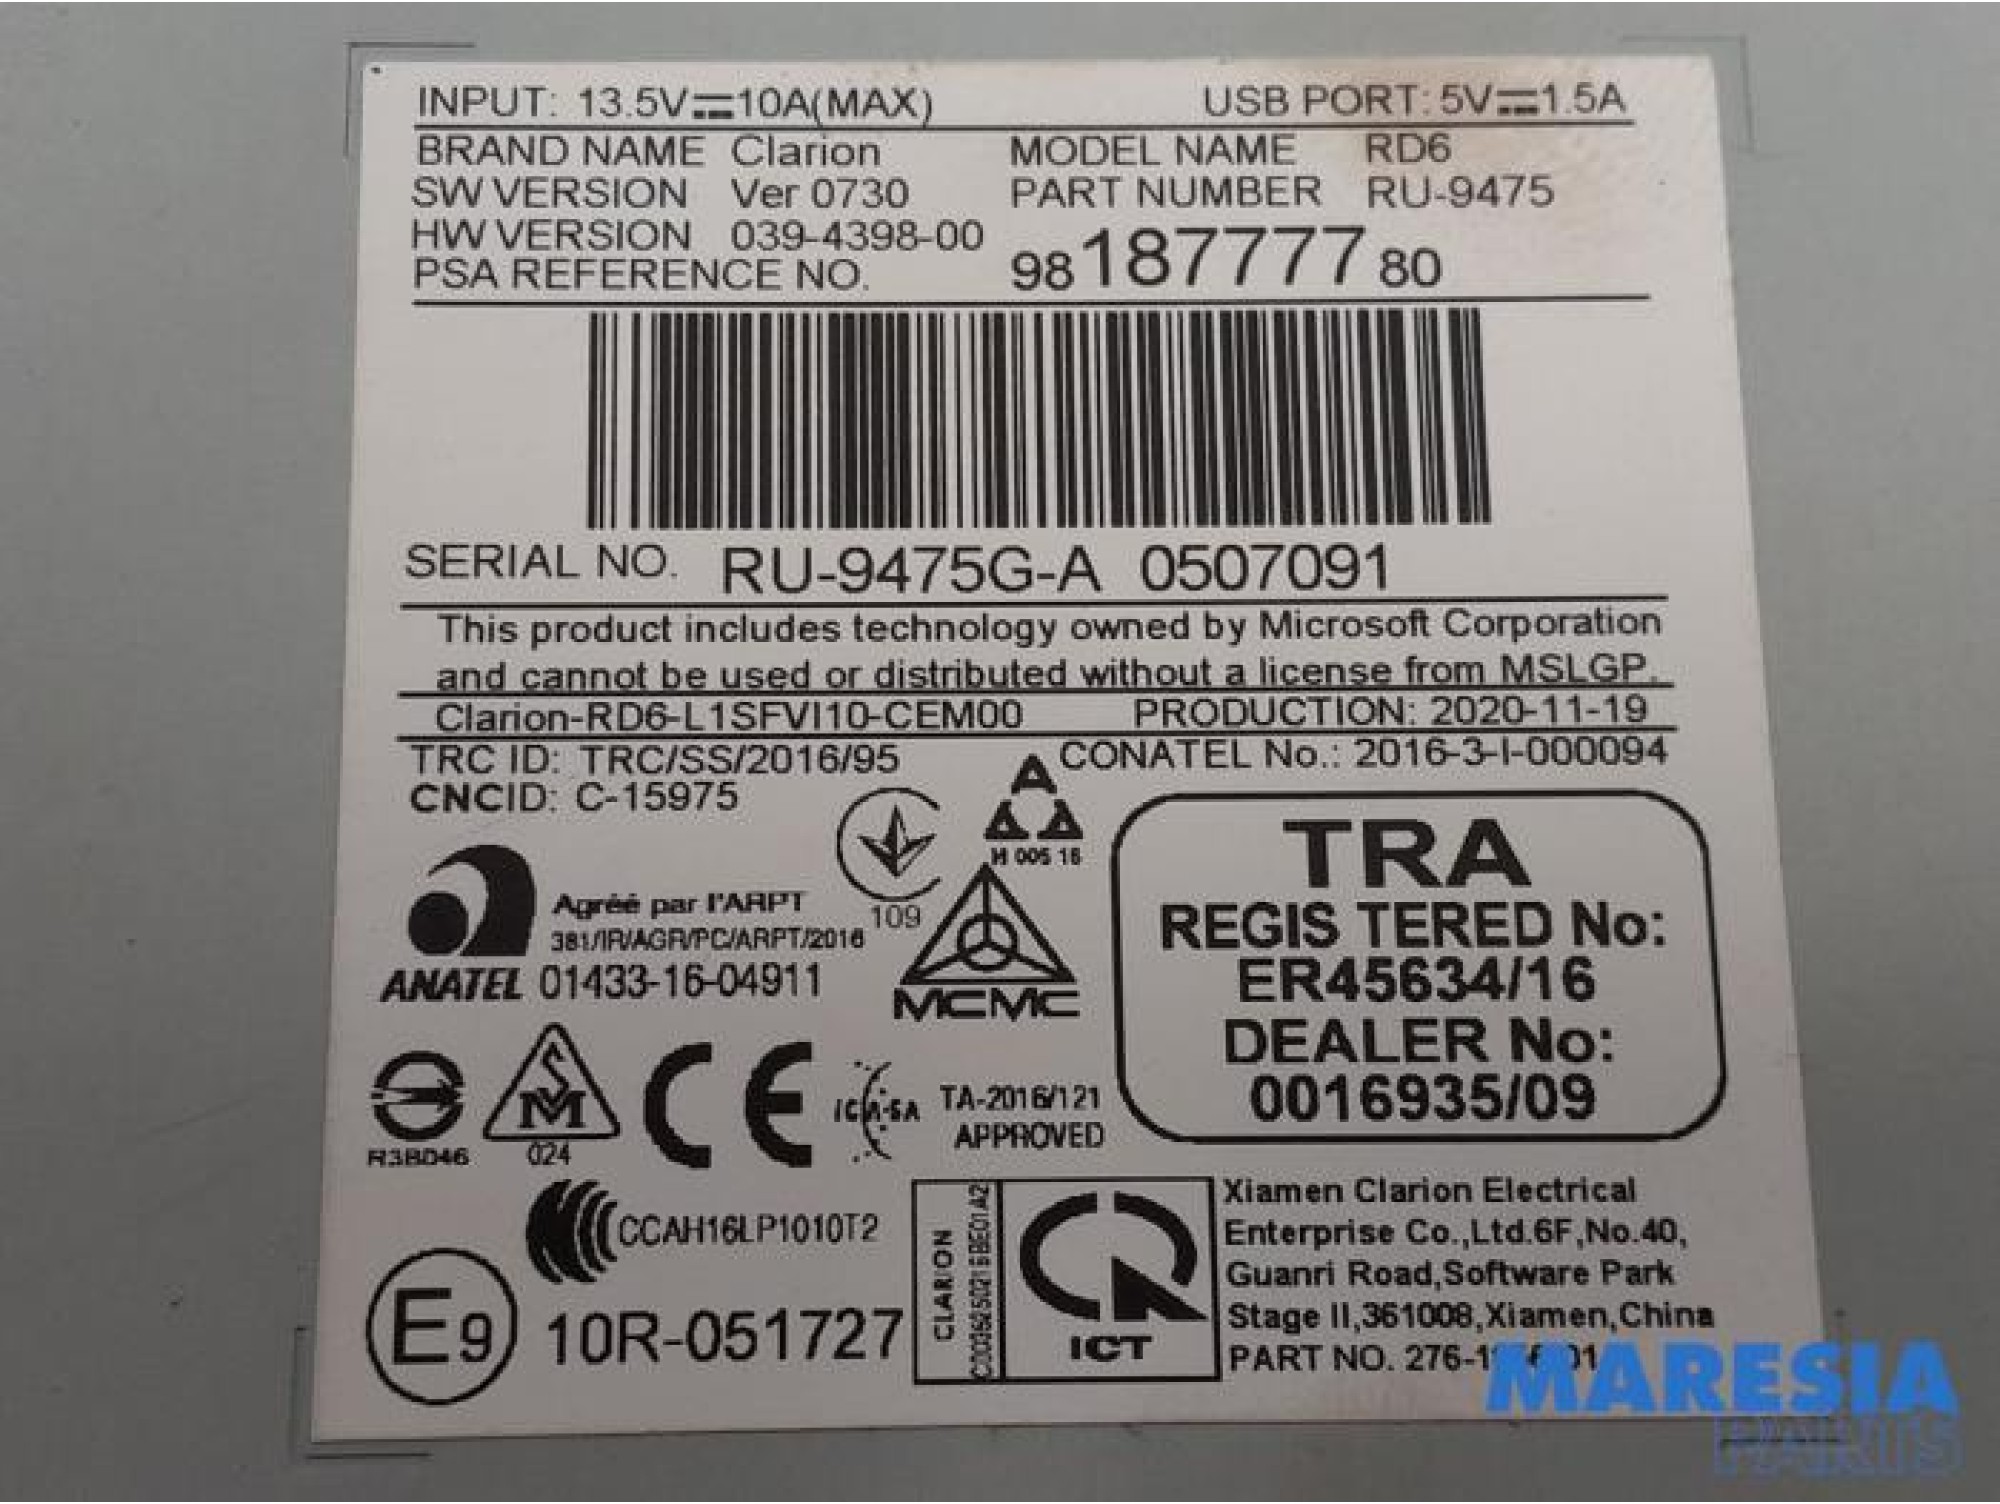 INPUT: 13.5V⎓10A(MAX) USB PORT: 5V⎓1.5A
BRAND NAME Clarion MODEL NAME RD6
SW VERSION Ver 0730 PART NUMBER RU-9475
HW VERSION 039-4398-00
PSA REFERENCE NO. 9818777780
SERIAL NO. RU-9475G-A 0507091
This product includes technology owned by Microsoft Corporation
and cannot be used or distributed without a license from MSLGP.
Clarion-RD6-L1SFVI10-CEM00 PRODUCTION: 2020-11-19
TRC ID: TRC/SS/2016/95 CONATEL No.: 2016-3-I-000094
CNCID: C-15975
H 005 16
109
Agréé par l'ARPT
381/IR/AGR/PC/ARPT/2016
ANATEL 01433-16-04911
MCMC
TRA
REGIS TERED No:
ER45634/16
DEALER No:
0016935/09
R3BD46
SM
024
CE
ICASA
TA-2016/121
APPROVED
CCAH16LP1010T2
E9 10R-051727
CLARION
ICT
Xiamen Clarion Electrical
Enterprise Co.,Ltd.6F,No.40,
Guanri Road,Software Park
Stage II,361008,Xiamen,China
PART NO.
MARESIA
PARTS